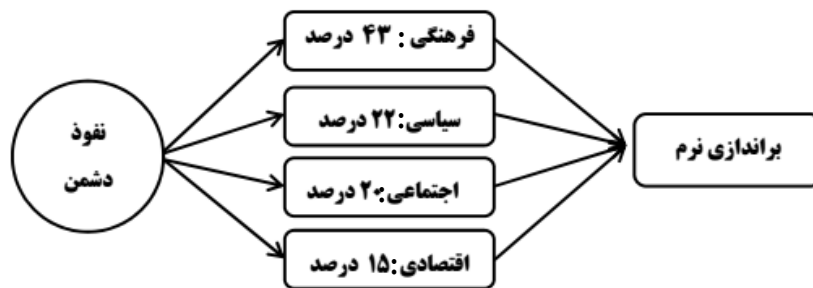 فرهنگی: ۴۳ درصد
سیاسی: ۲۲ درصد
نفوذ
دشمن
براندازی نرم
اجتماعی: ۲۰ درصد
اقتصادی: ۱۵ درصد